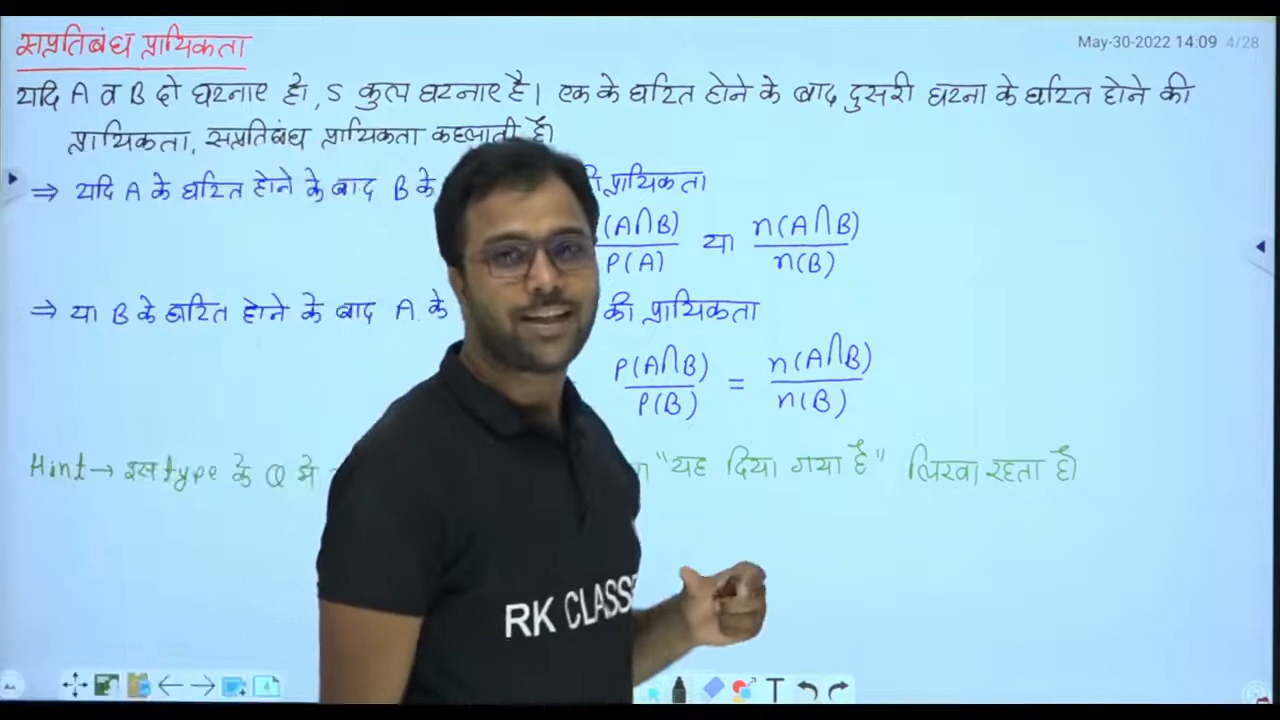 सप्रतिबंध प्रायिकता
May-30-2022 14:09 4/28
यदि A व B दो घटनाए हो, S कुल घटनाए है। एक के घटित होने के बाद दुसरी घटना के घटित होने की
प्रायिकता, सप्रतिबंध प्रायिकता कहलाती है।
⇒ यदि A के घटित होने के बाद B के प्रायिकता
(A∩B)/P(A) या n(A∩B)/n(B)
⇒ या B के घटित होने के बाद A के की प्रायिकता
P(A∩B)/P(B) = n(A∩B)/n(B)
Hint → इस type के Q मे "यह दिया गया है" लिखा रहता है।
RK CLASSE
T